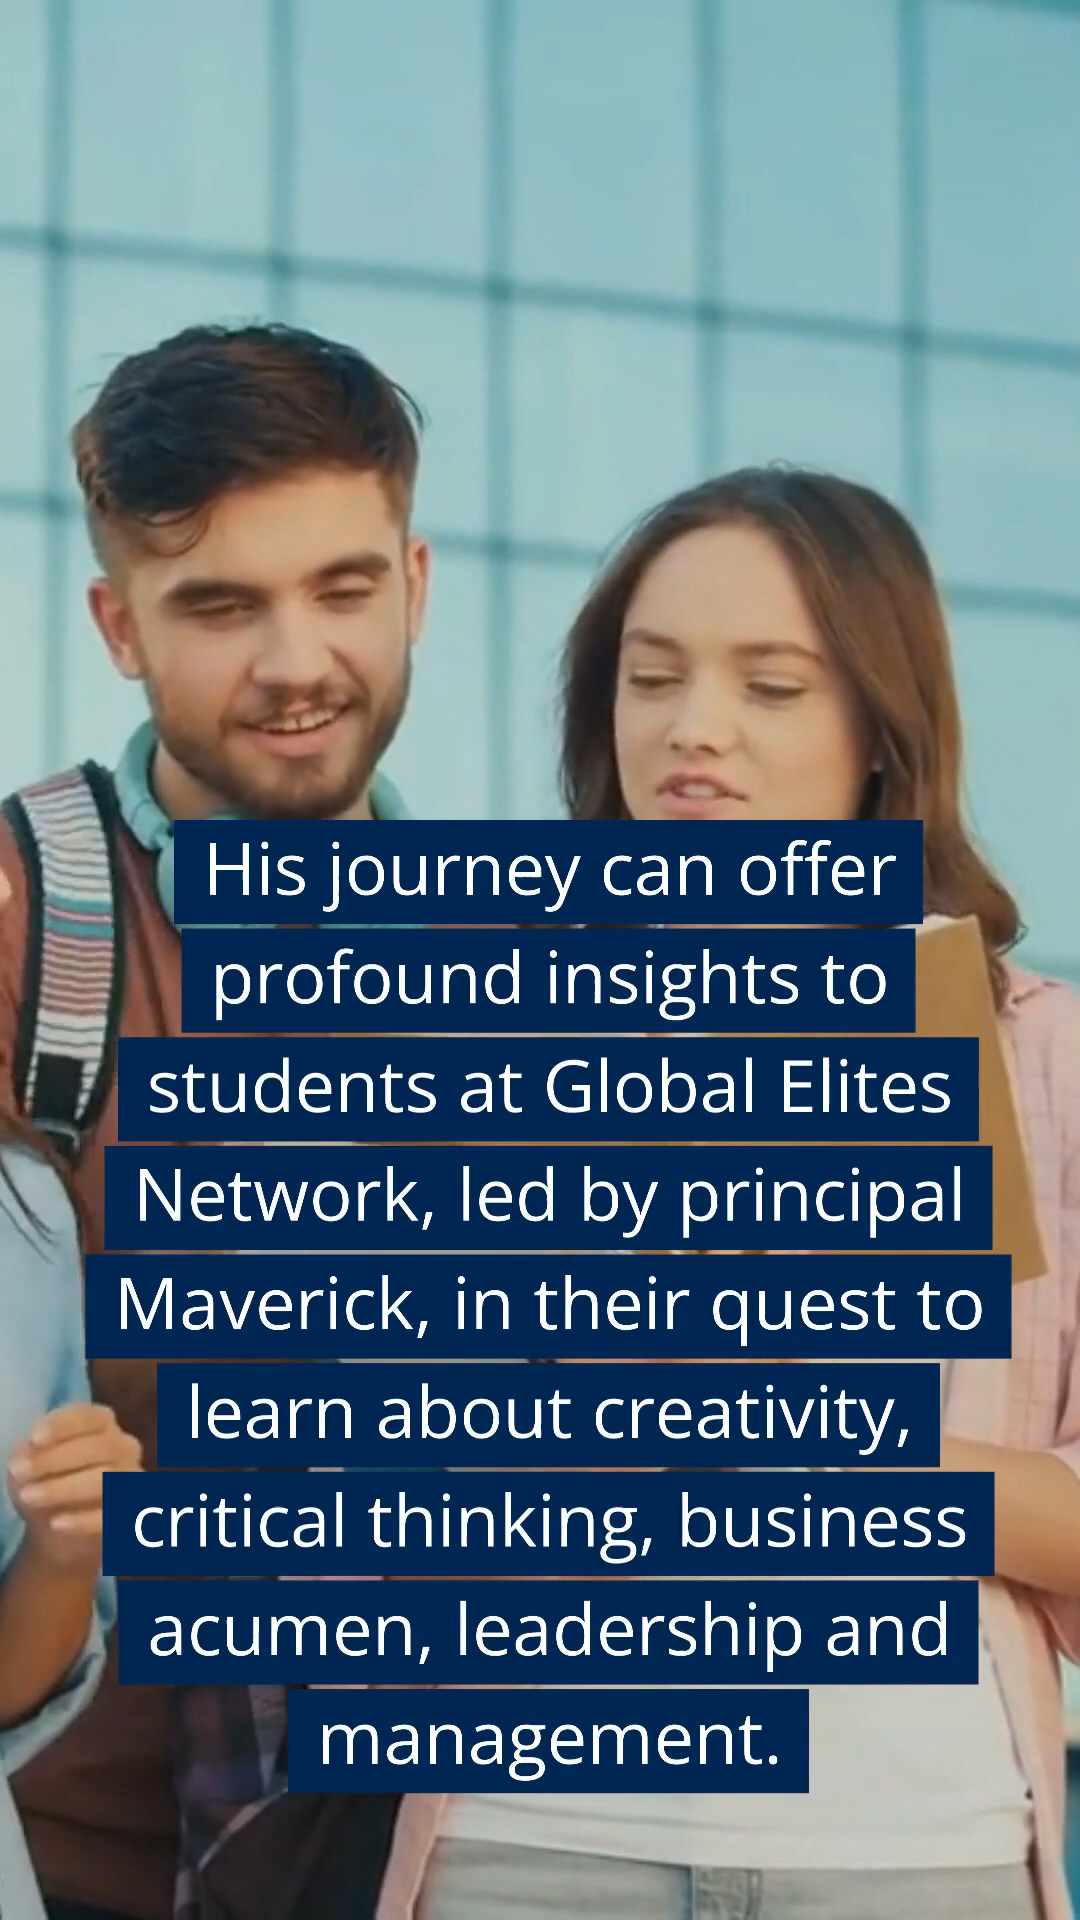 His journey can offer
profound insights to
students at Global Elites
Network, led by principal
Maverick, in their quest to
learn about creativity,
critical thinking, business
acumen, leadership and
management.